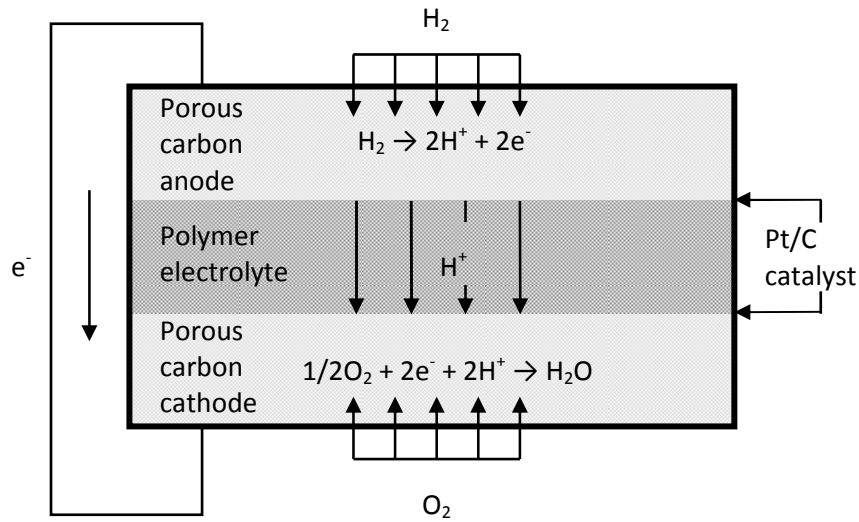 H₂
Porous
carbon
anode
H₂ → 2H⁺ + 2e⁻
Polymer
electrolyte
H⁺
e⁻
Pt/C
catalyst
Porous
carbon
cathode
1/2O₂ + 2e⁻ + 2H⁺ → H₂O
O₂